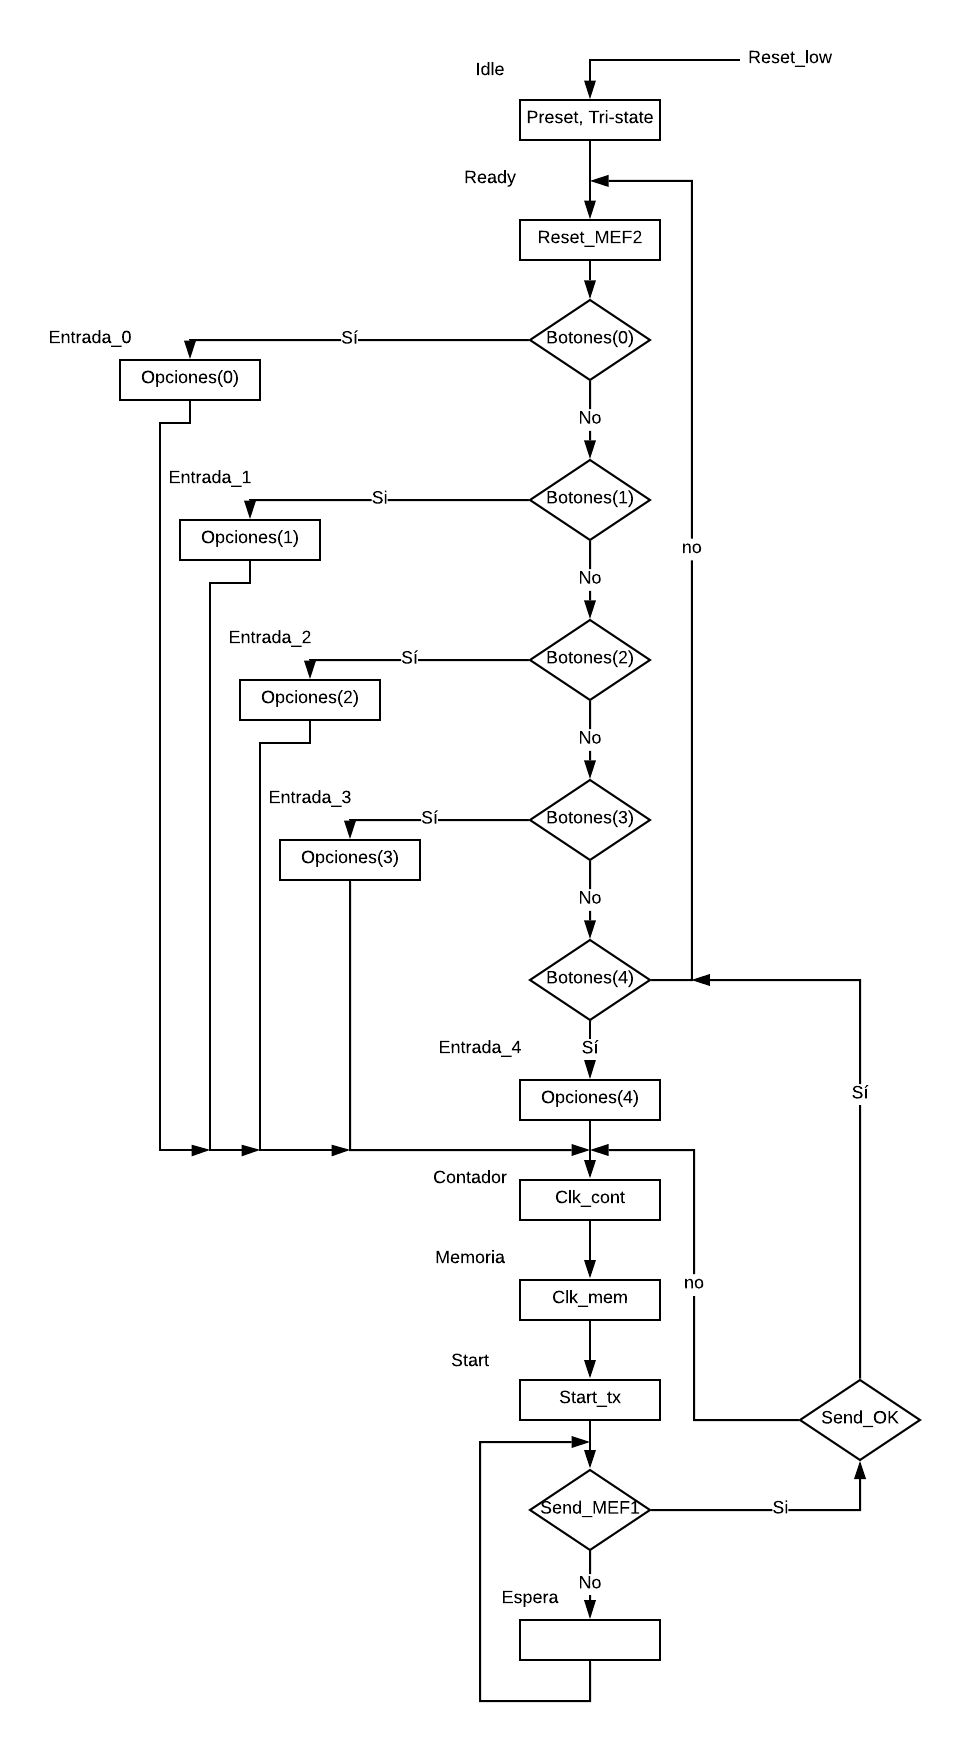 Reset_low
Idle
Preset, Tri-state
Ready
Reset_MEF2
Botones(0)
Sí
Entrada_0
Opciones(0)
No
Entrada_1
Si
Botones(1)
Opciones(1)
no
No
Entrada_2
Sí
Botones(2)
Opciones(2)
No
Entrada_3
Sí
Botones(3)
Opciones(3)
No
Botones(4)
Entrada_4
Sí
Sí
Opciones(4)
Contador
Clk_cont
Memoria
no
Clk_mem
Start
Start_tx
Send_OK
Send_MEF1
Si
No
Espera